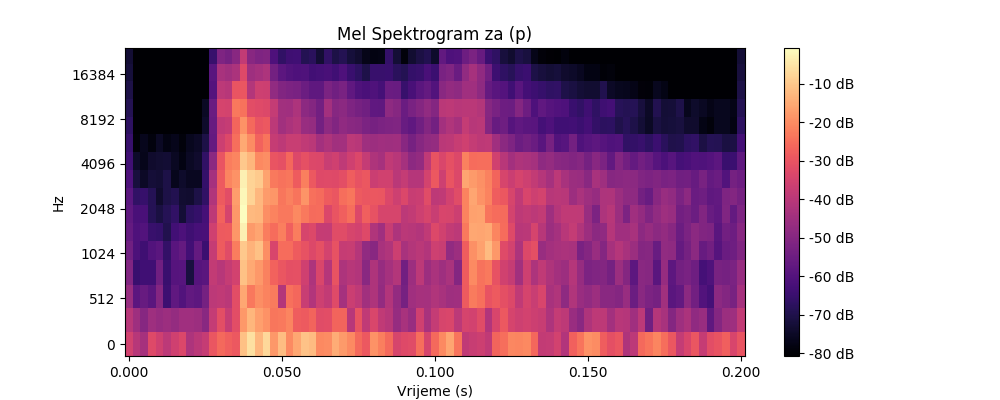 Mel Spektrogram za (p)
Hz
16384
8192
4096
2048
1024
512
0
0.000 0.050 0.100 0.150 0.200
Vrijeme (s)
-10 dB
-20 dB
-30 dB
-40 dB
-50 dB
-60 dB
-70 dB
-80 dB